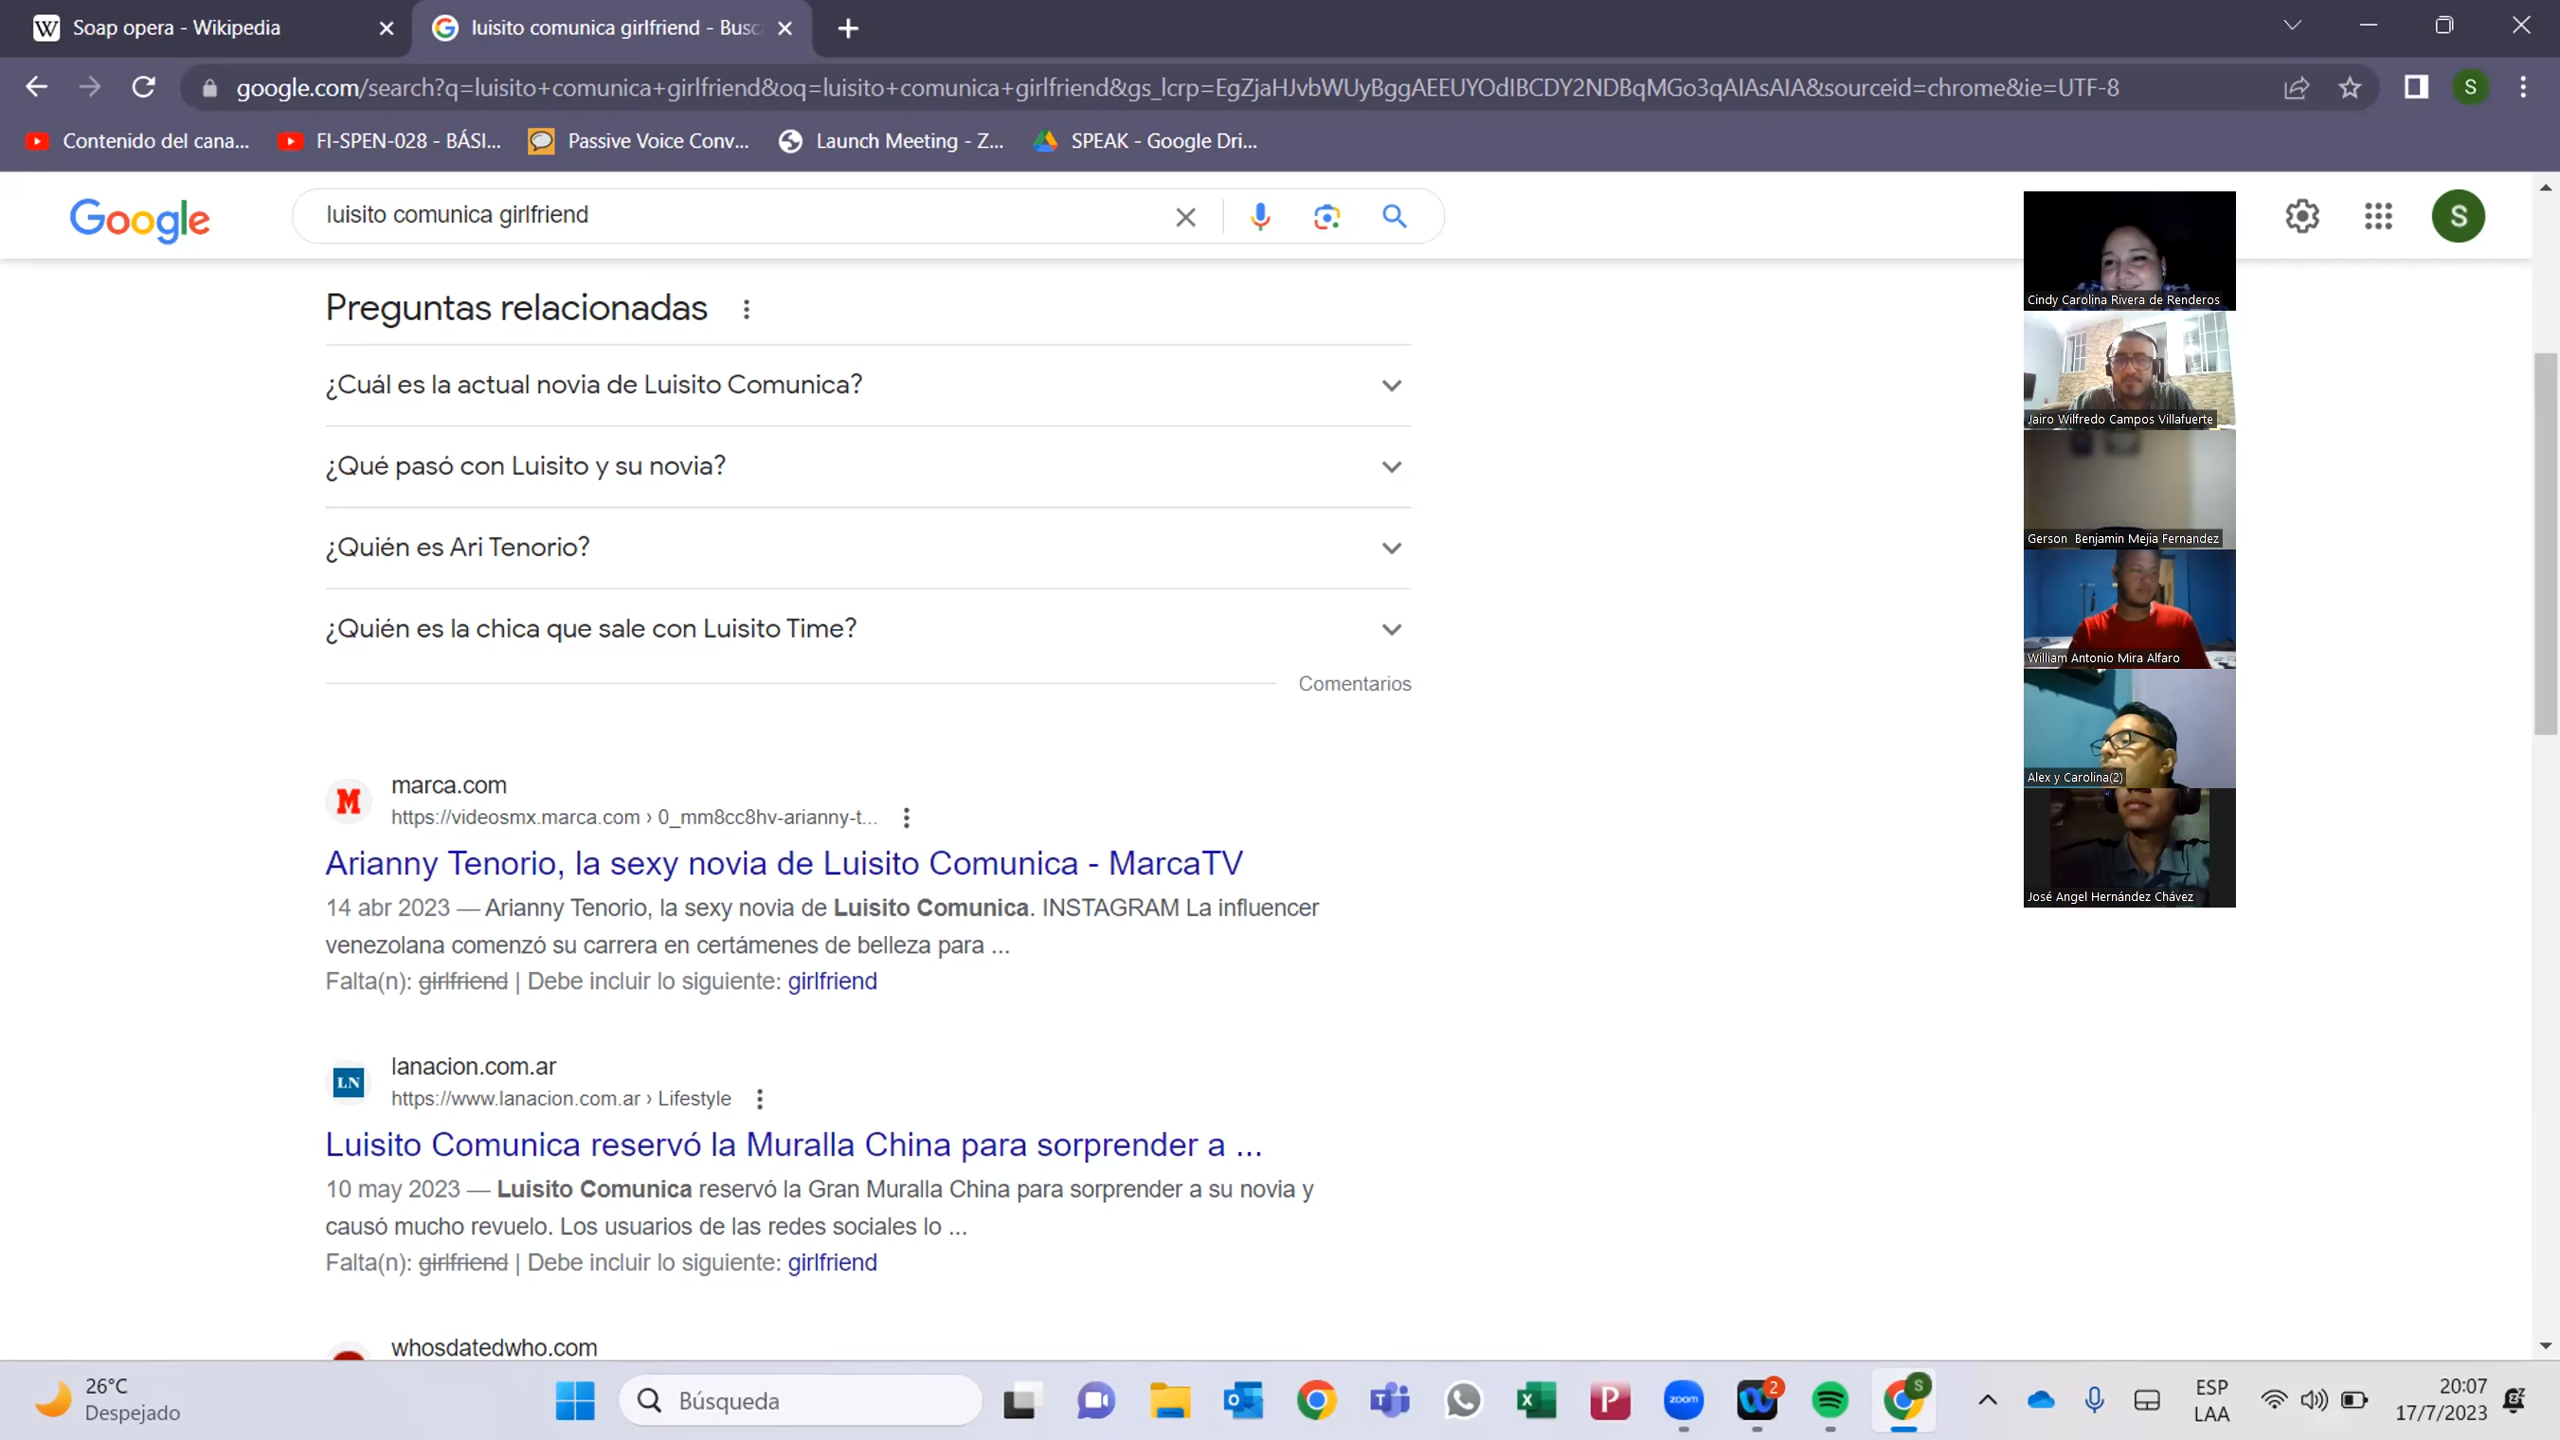 Soap opera - Wikipedia
luisito comunica girlfriend - Busc
google.com/search?q=luisito+comunica+girlfriend&oq=luisito+comunica+girlfriend&gs_lcrp=EgZjaHJvbWUyBggAEEUYOdIBCDY2NDBqMGo3qAIAsAIA&sourceid=chrome&ie=UTF-8
S
Contenido del cana...
FI-SPEN-028 - BÁSI...
Passive Voice Conv...
Launch Meeting - Z...
SPEAK - Google Dri...
Google
luisito comunica girlfriend
S
Preguntas relacionadas
¿Cuál es la actual novia de Luisito Comunica?
¿Qué pasó con Luisito y su novia?
¿Quién es Ari Tenorio?
¿Quién es la chica que sale con Luisito Time?
Comentarios
marca.com
https://videosmx.marca.com › 0_mm8cc8hv-arianny-t...
Arianny Tenorio, la sexy novia de Luisito Comunica - MarcaTV
14 abr 2023 — Arianny Tenorio, la sexy novia de Luisito Comunica. INSTAGRAM La influencer
venezolana comenzó su carrera en certámenes de belleza para ...
Falta(n): girlfriend | Debe incluir lo siguiente: girlfriend
LN
lanacion.com.ar
https://www.lanacion.com.ar › Lifestyle
Luisito Comunica reservó la Muralla China para sorprender a ...
10 may 2023 — Luisito Comunica reservó la Gran Muralla China para sorprender a su novia y
causó mucho revuelo. Los usuarios de las redes sociales lo ...
Falta(n): girlfriend | Debe incluir lo siguiente: girlfriend
whosdatedwho.com
Cindy Carolina Rivera de Renderos
Jairo Wilfredo Campos Villafuerte
Gerson Benjamin Mejia Fernandez
William Antonio Mira Alfaro
Alex y Carolina(2)
José Angel Hernández Chávez
26°C
Despejado
Búsqueda
zoom
2
S
ESP
LAA
20:07
17/7/2023